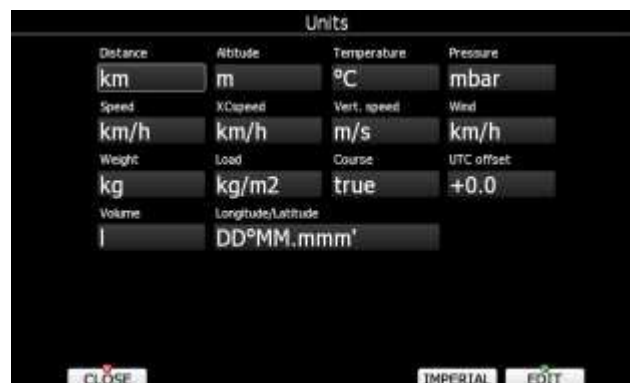 Units
Distance Altitude Temperature Pressure
km m °C mbar
Speed XCspeed Vert. speed Wind
km/h km/h m/s km/h
Weight Load Course UTC offset
kg kg/m2 true +0.0
Volume Longitude/Latitude
l DD°MM.mmm'
CLOSE IMPERIAL EDIT